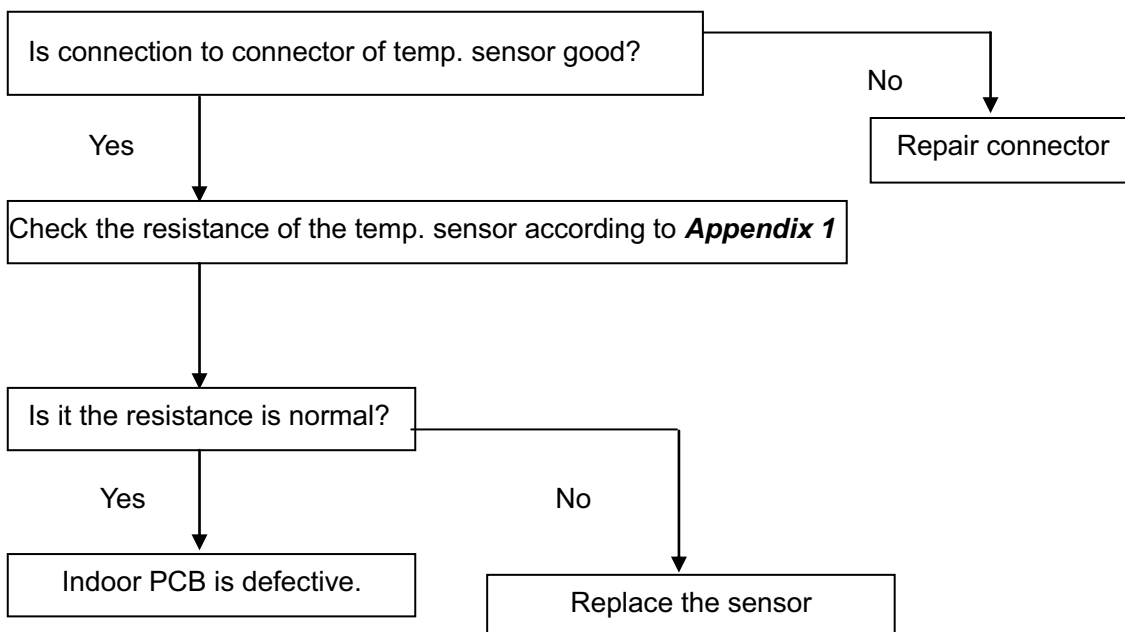 Is connection to connector of temp. sensor good?
No
Yes
Repair connector
Check the resistance of the temp. sensor according to Appendix 1
Is it the resistance is normal?
Yes
No
Indoor PCB is defective.
Replace the sensor